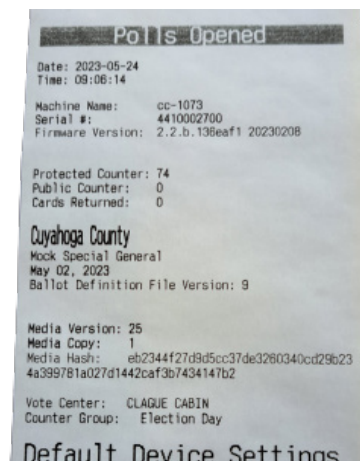 Polls Opened
Date: 2023-05-24
Time: 09:06:14
Machine Name: cc-1073
Serial #: 4410002700
Firmware Version: 2.2.b.136eaf1 20230208
Protected Counter: 74
Public Counter: 0
Cards Returned: 0
Cuyahoga County
Mock Special General
May 02, 2023
Ballot Definition File Version: 9
Media Version: 25
Media Copy: 1
Media Hash: eb2344f27d9d5cc37de3260340cd29b23
4a399781a027d1442caf3b7434147b2
Vote Center: CLAGUE CABIN
Counter Group: Election Day
Default Device Settings